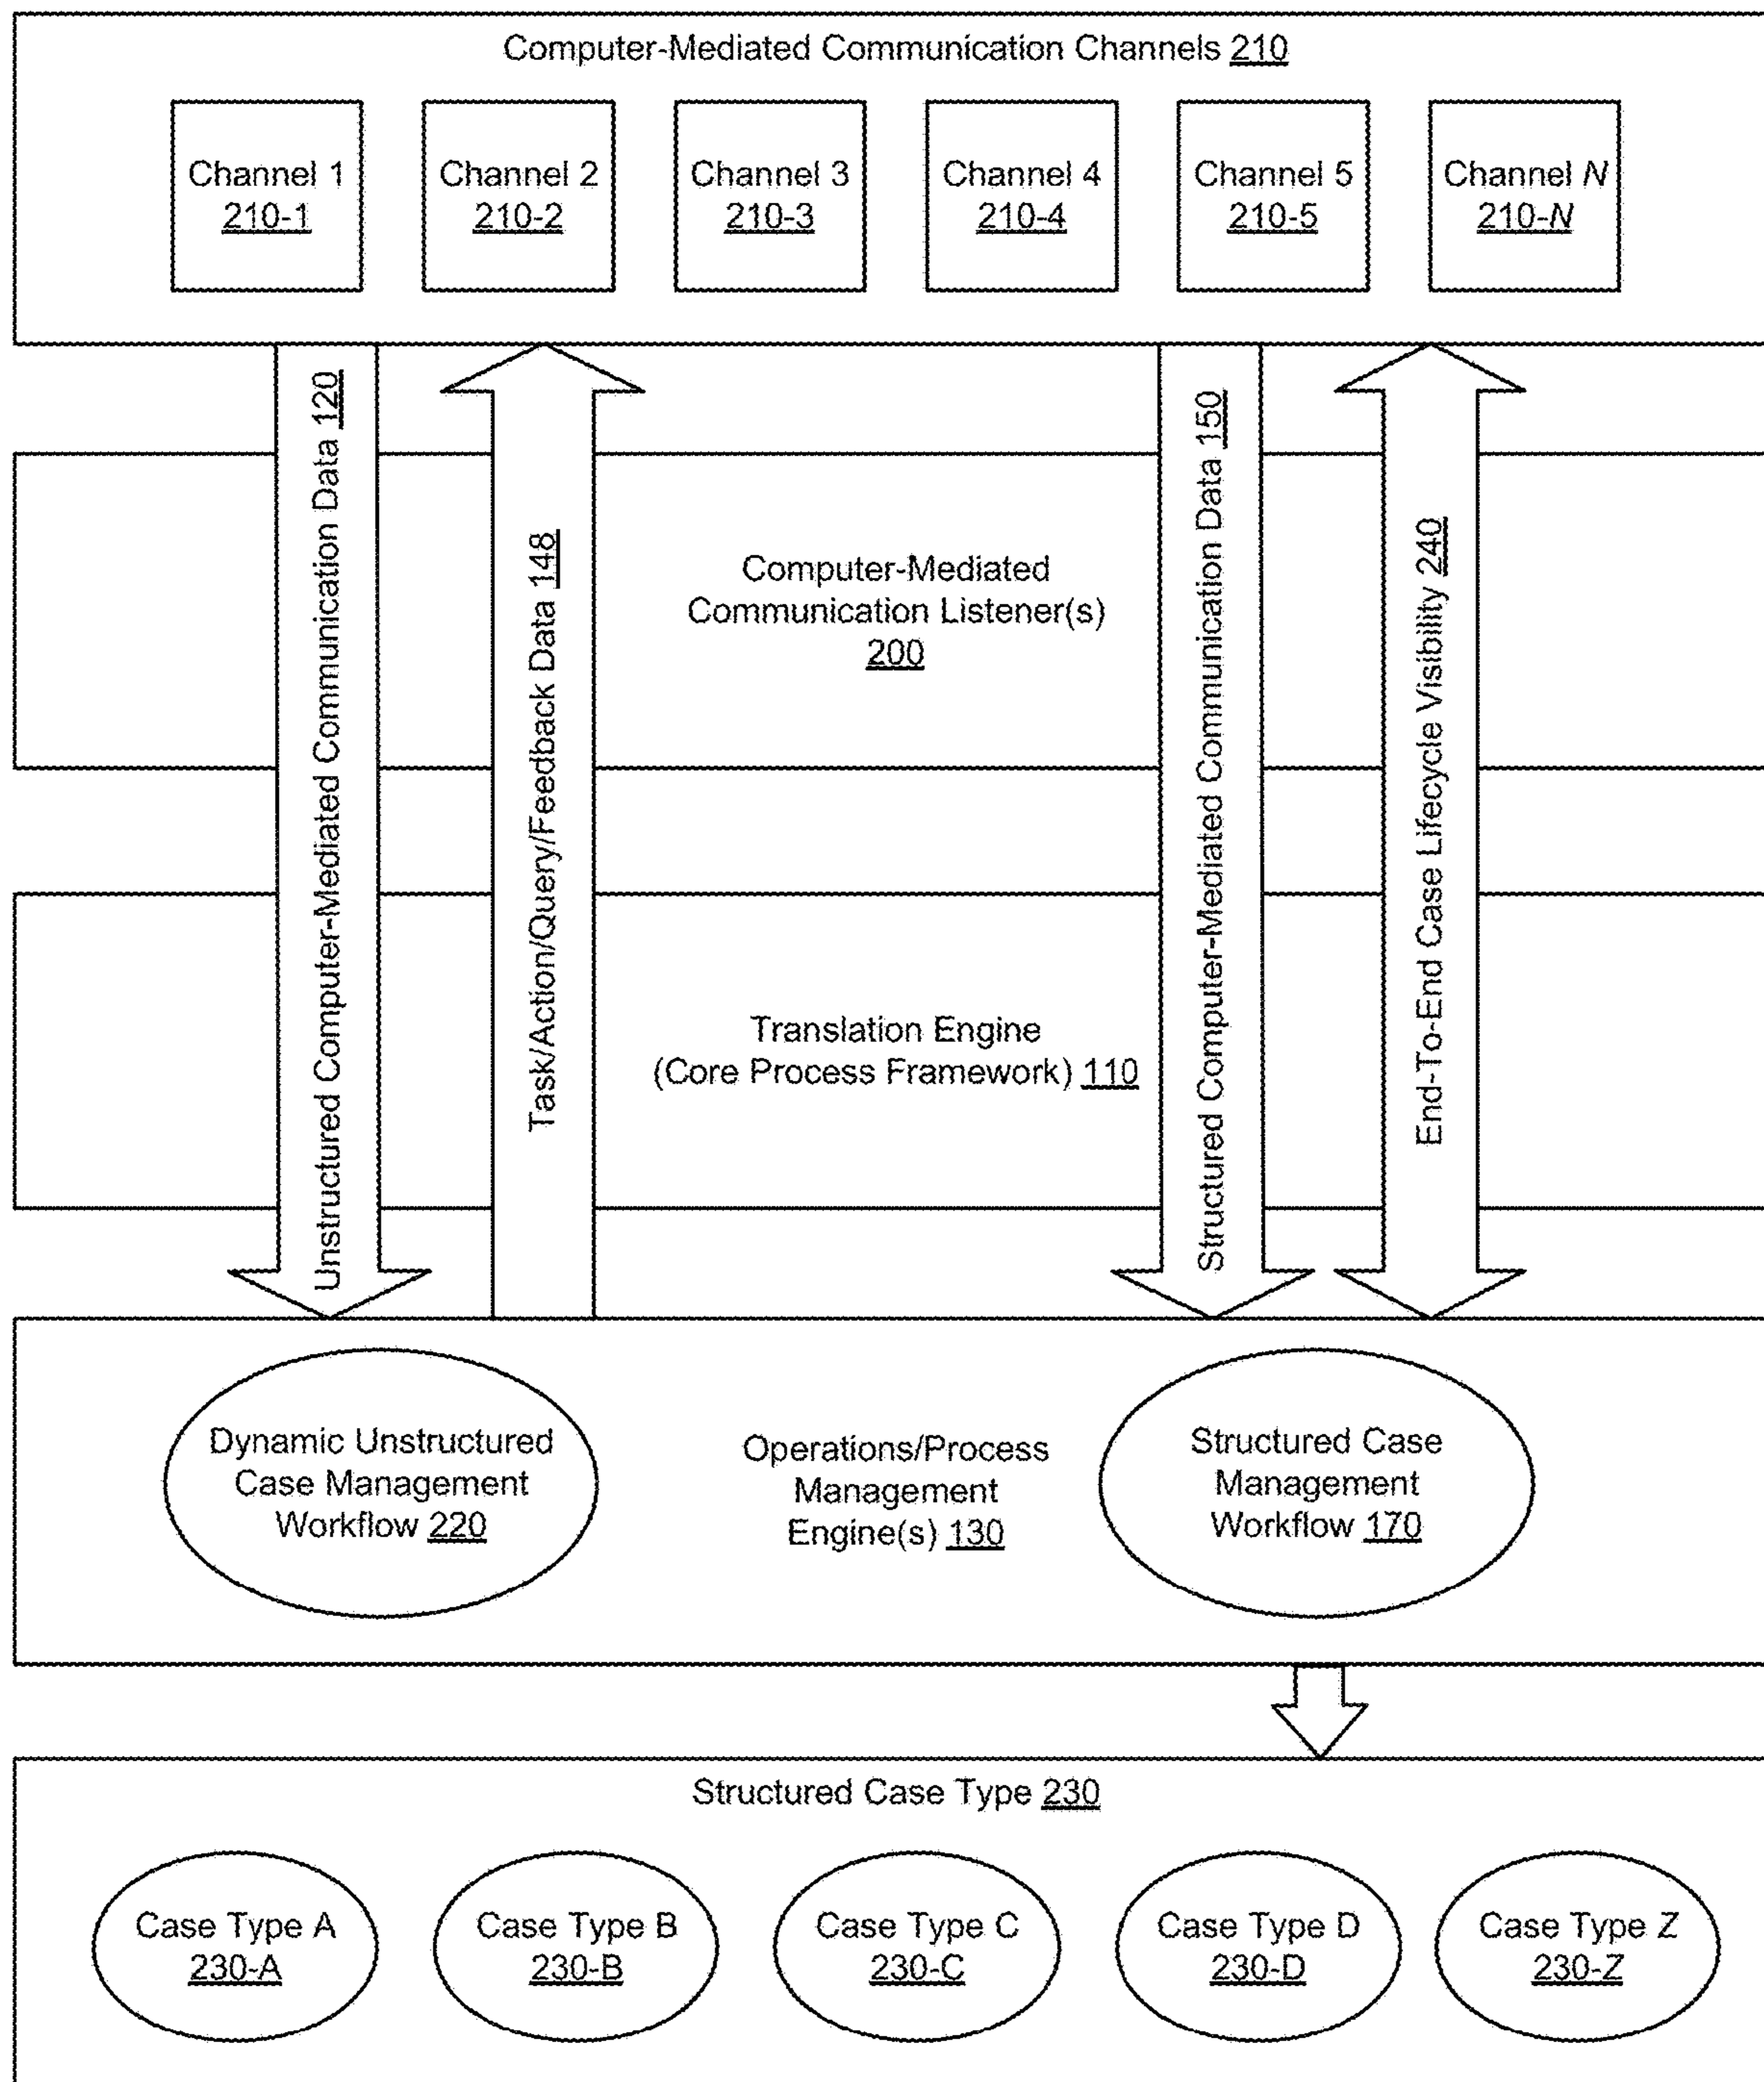 Computer-Mediated Communication Channels 210
Channel 1
210-1
Channel 2
210-2
Channel 3
210-3
Channel 4
210-4
Channel 5
210-5
Channel N
210-N
Unstructured Computer-Mediated Communication Data 120
Task/Action/Query/Feedback Data 148
Structured Computer-Mediated Communication Data 150
End-To-End Case Lifecycle Visibility 240
Computer-Mediated
Communication Listener(s)
200
Translation Engine
(Core Process Framework) 110
Dynamic Unstructured
Case Management
Workflow 220
Operations/Process
Management
Engine(s) 130
Structured Case
Management
Workflow 170
Structured Case Type 230
Case Type A
230-A
Case Type B
230-B
Case Type C
230-C
Case Type D
230-D
Case Type Z
230-Z